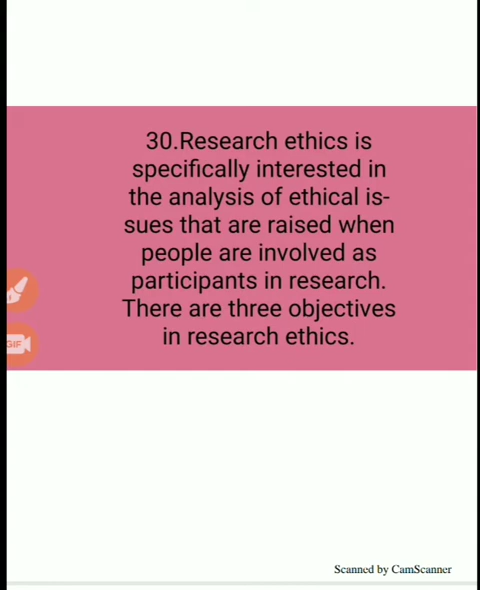 30.Research ethics is
specifically interested in
the analysis of ethical is-
sues that are raised when
people are involved as
participants in research.
There are three objectives
in research ethics.
GIF
Scanned by CamScanner